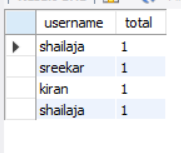 username total
shailaja 1
sreekar 1
kiran 1
shailaja 1